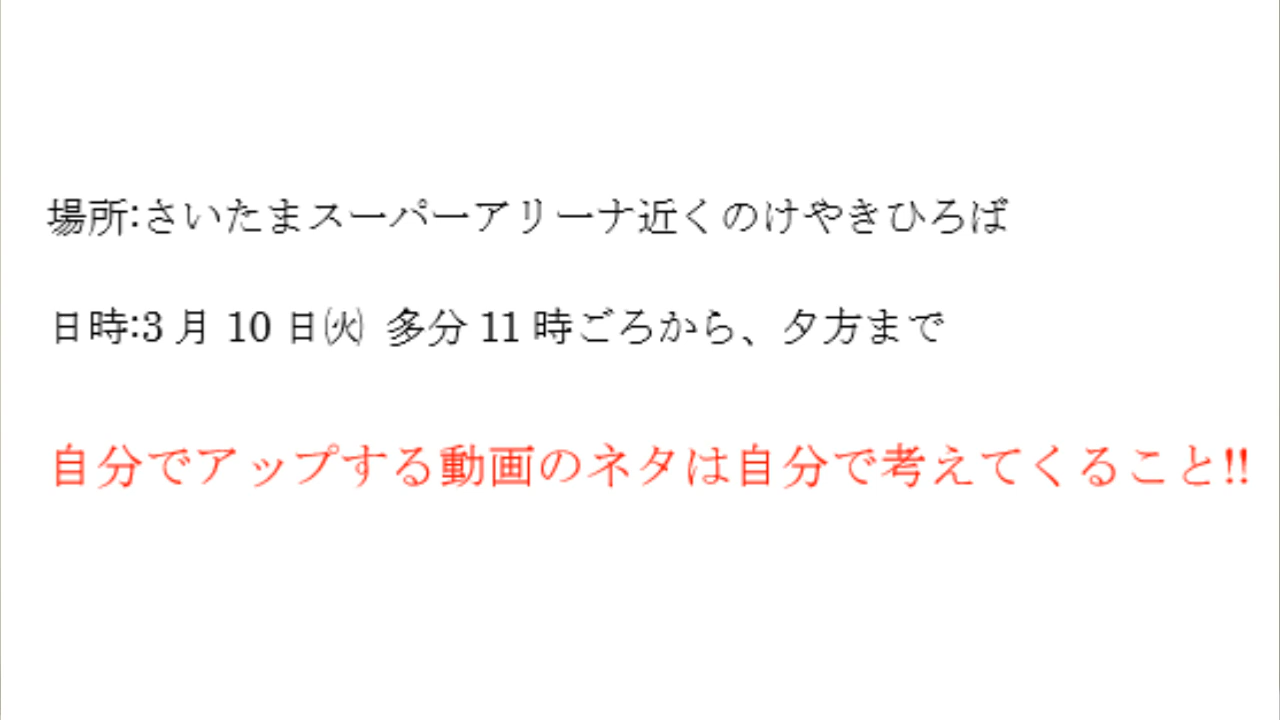 場所:さいたまスーパーアリーナ近くのけやきひろば
日時:3月10日㈫ 多分11時ごろから、夕方まで
自分でアップする動画のネタは自分で考えてくること!!